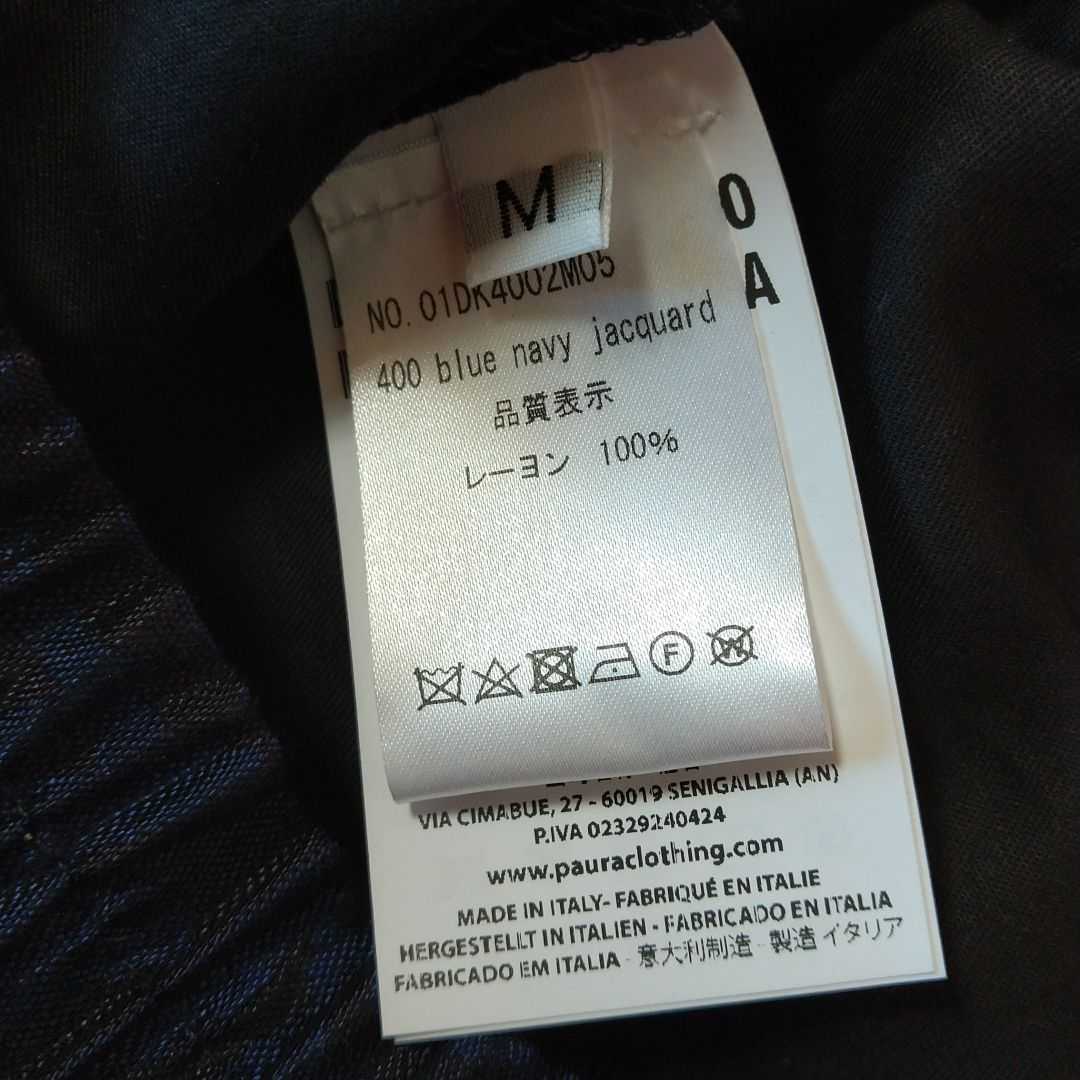 M
O
A
NO. 01DK4002M05
400 blue navy jacquard
品質表示
レーヨン 100%
F
VIA CIMABUE, 27 - 60019 SENIGALLIA (AN)
P.IVA 02329240424
www.pauraclothing.com
MADE IN ITALY- FABRIQUÉ EN ITALIE
HERGESTELLT IN ITALIEN - FABRICADO EN ITALIA
FABRICADO EM ITALIA - 意大利制造 - 製造イタリア